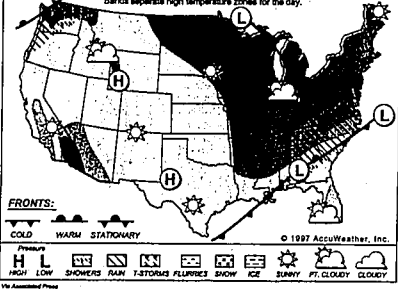 Bands separate high temperature zones for the day.
L
H
L
H
L
FRONTS:
COLD WARM STATIONARY
© 1997 AccuWeather, Inc.
Pressure
H L
HIGH LOW SHOWERS RAIN T-STORMS FLURRIES SNOW ICE SUNNY PT. CLOUDY CLOUDY
Via Associated Press